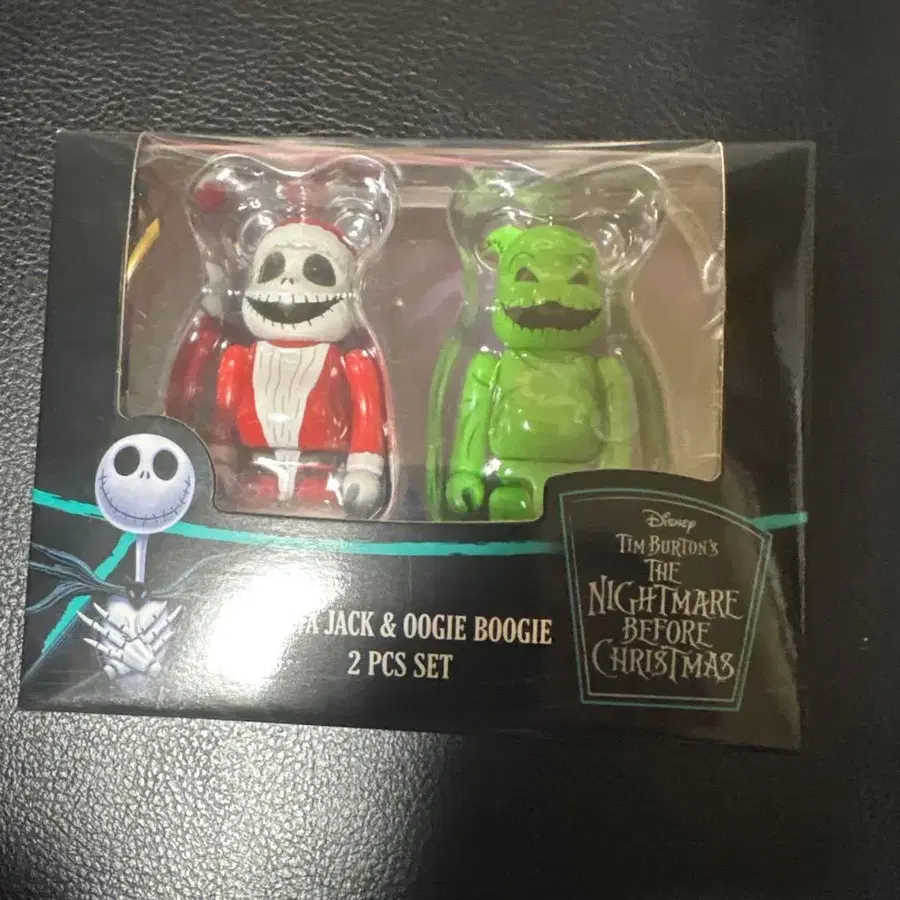 A JACK & OOGIE BOOGIE
2 PCS SET
Disney
TIM BURTON'S
THE
NIGHTMARE
BEFORE
CHRISTMAS